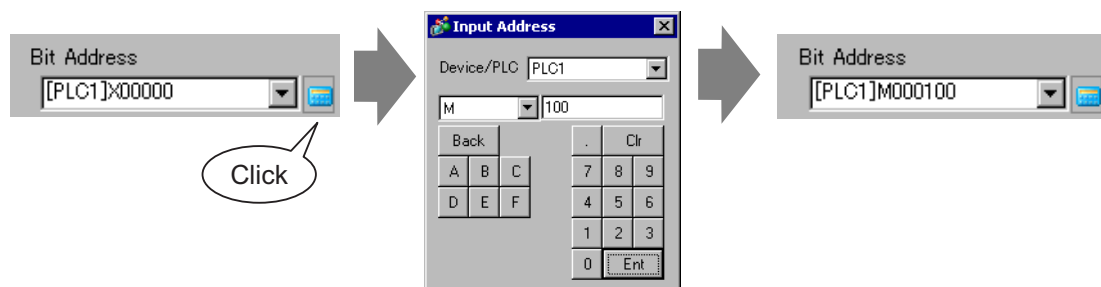 Bit Address
[PLC1]X00000
Click
Input Address
Device/PLC PLC1
M 100
Back . Clr
A B C 7 8 9
D E F 4 5 6
1 2 3
0 Ent
Bit Address
[PLC1]M000100